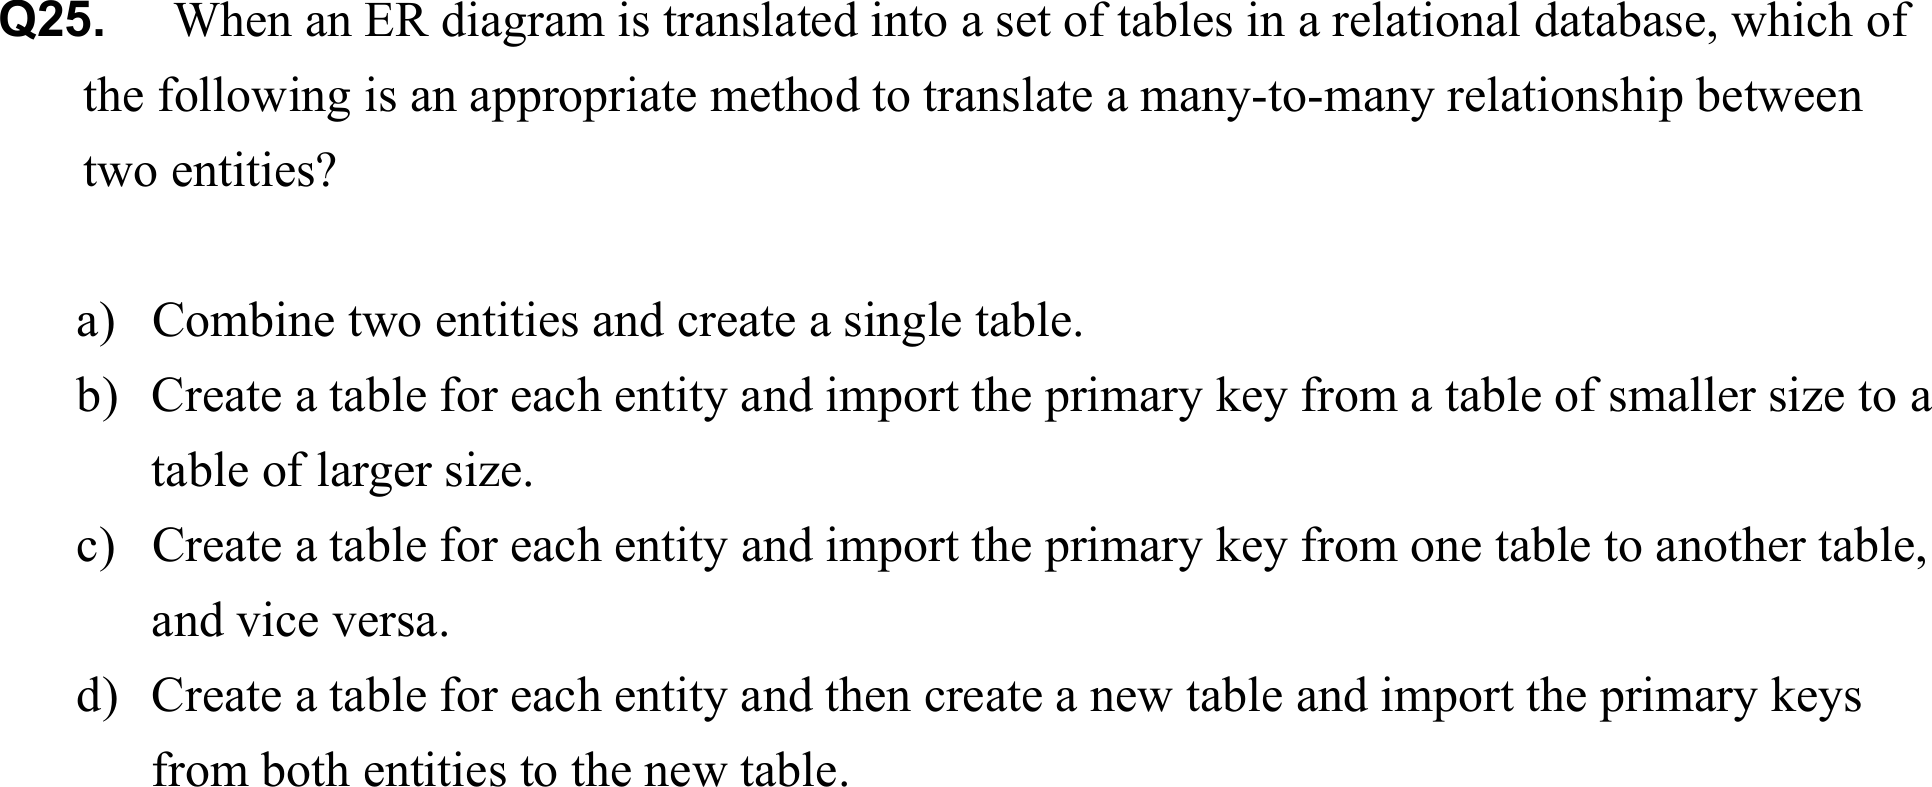 Q25. When an ER diagram is translated into a set of tables in a relational database, which of
the following is an appropriate method to translate a many-to-many relationship between
two entities?
a) Combine two entities and create a single table.
b) Create a table for each entity and import the primary key from a table of smaller size to a
table of larger size.
c) Create a table for each entity and import the primary key from one table to another table,
and vice versa.
d) Create a table for each entity and then create a new table and import the primary keys
from both entities to the new table.